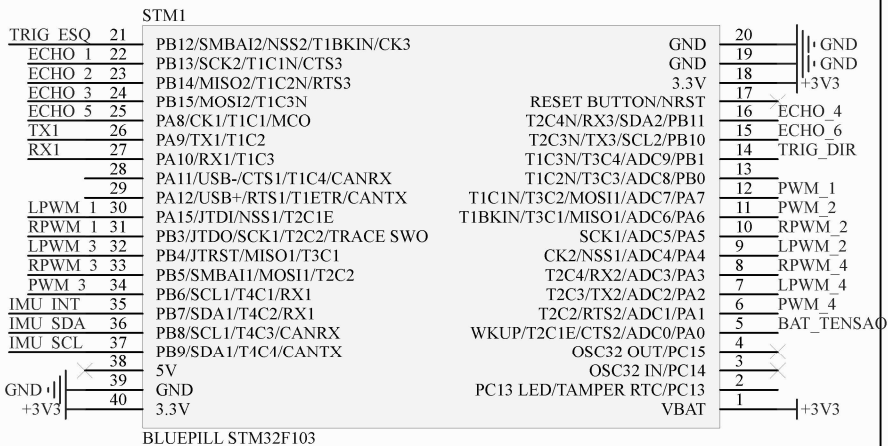 STM1
TRIG_ESQ 21 PB12/SMBAI2/NSS2/T1BKIN/CK3 GND 20 GND
ECHO_1 22 PB13/SCK2/T1C1N/CTS3 GND 19 GND
ECHO_2 23 PB14/MISO2/T1C2N/RTS3 3.3V 18 +3V3
ECHO_3 24 PB15/MOSI2/T1C3N RESET BUTTON/NRST 17
ECHO_5 25 PA8/CK1/T1C1/MCO T2C4N/RX3/SDA2/PB11 16 ECHO_4
TX1 26 PA9/TX1/T1C2 T2C3N/TX3/SCL2/PB10 15 ECHO_6
RX1 27 PA10/RX1/T1C3 T1C3N/T3C4/ADC9/PB1 14 TRIG_DIR
28 PA11/USB-/CTS1/T1C4/CANRX T1C2N/T3C3/ADC8/PB0 13
29 PA12/USB+/RTS1/T1ETR/CANTX T1C1N/T3C2/MOSI1/ADC7/PA7 12 PWM_1
LPWM_1 30 PA15/JTDI/NSS1/T2C1E T1BKIN/T3C1/MISO1/ADC6/PA6 11 PWM_2
RPWM_1 31 PB3/JTDO/SCK1/T2C2/TRACE SWO SCK1/ADC5/PA5 10 RPWM_2
LPWM_3 32 PB4/JTRST/MISO1/T3C1 CK2/NSS1/ADC4/PA4 9 LPWM_2
RPWM_3 33 PB5/SMBAI1/MOSI1/T2C2 T2C4/RX2/ADC3/PA3 8 RPWM_4
PWM_3 34 PB6/SCL1/T4C1/RX1 T2C3/TX2/ADC2/PA2 7 LPWM_4
IMU_INT 35 PB7/SDA1/T4C2/RX1 T2C2/RTS2/ADC1/PA1 6 PWM_4
IMU_SDA 36 PB8/SCL1/T4C3/CANRX WKUP/T2C1E/CTS2/ADC0/PA0 5 BAT_TENSAO
IMU_SCL 37 PB9/SDA1/T4C4/CANTX OSC32 OUT/PC15 4
38 5V OSC32 IN/PC14 3
GND 39 GND PC13 LED/TAMPER RTC/PC13 2
+3V3 40 3.3V VBAT 1 +3V3
BLUEPILL STM32F103